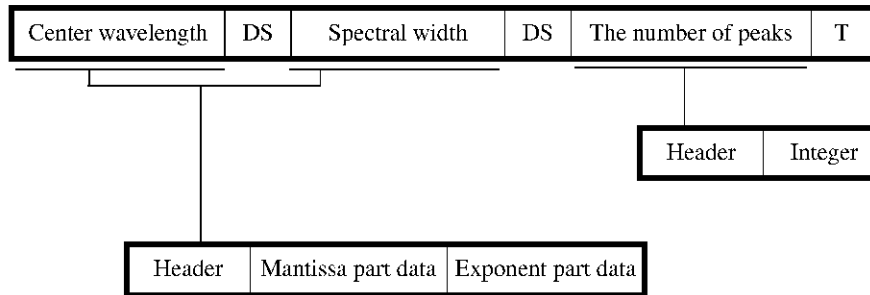 Center wavelength DS Spectral width DS The number of peaks T
Header Integer
Header Mantissa part data Exponent part data